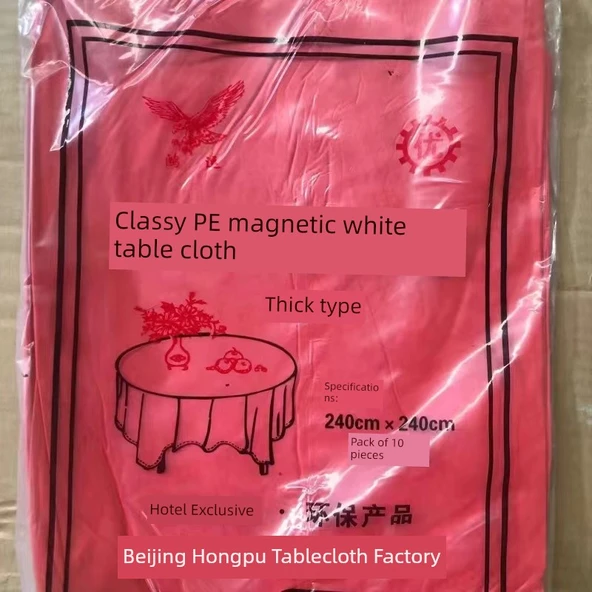 优
Classy PE magnetic white
table cloth
Thick type
Specificatio
ns:
240cm × 240cm
Pack of 10
pieces
Hotel Exclusive • 环保产品
Beijing Hongpu Tablecloth Factory